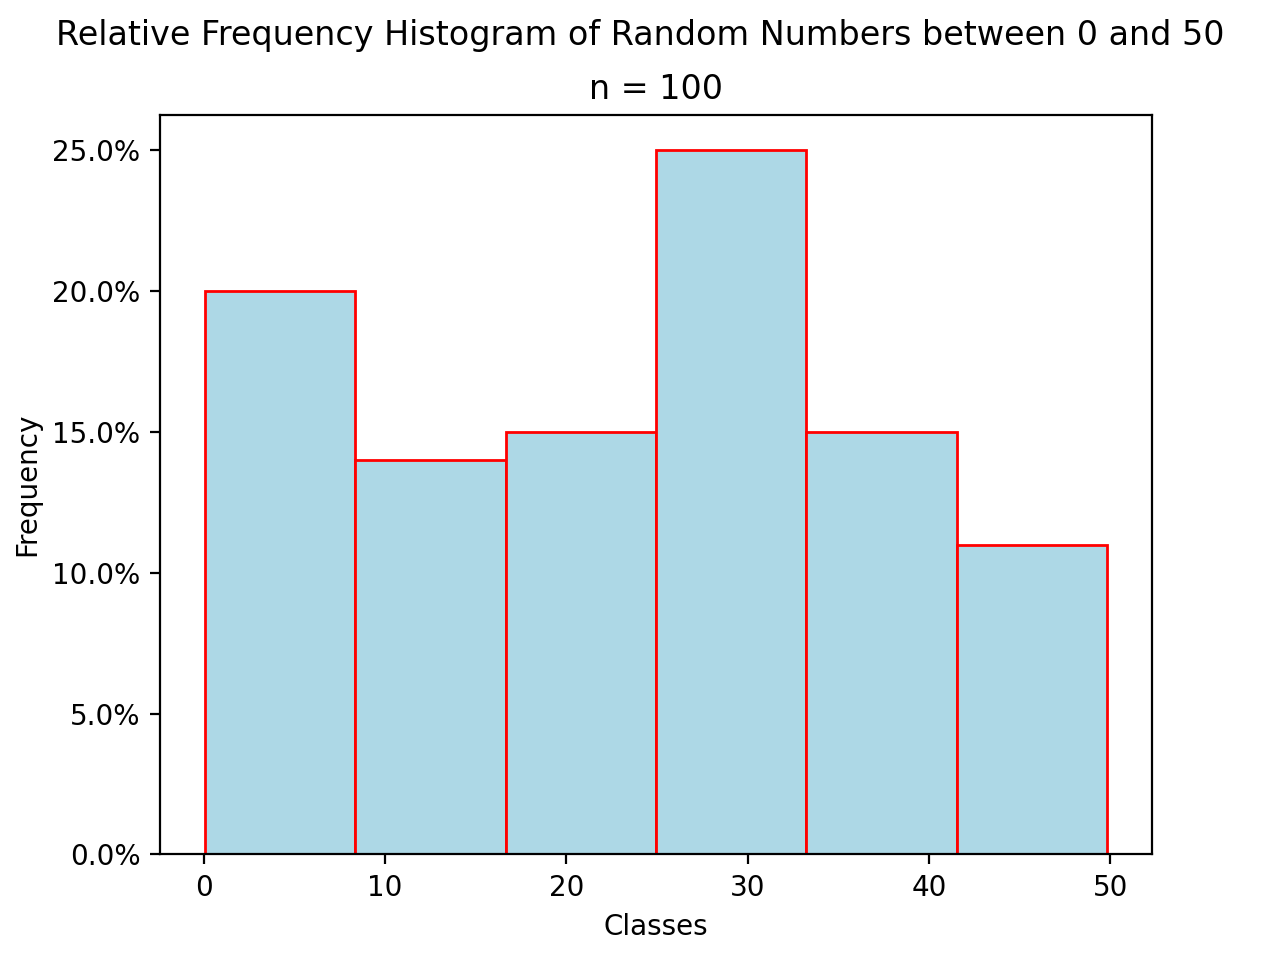 Relative Frequency Histogram of Random Numbers between 0 and 50
n = 100
25.0%
20.0%
15.0%
10.0%
5.0%
0.0%
Frequency
0 10 20 30 40 50
Classes